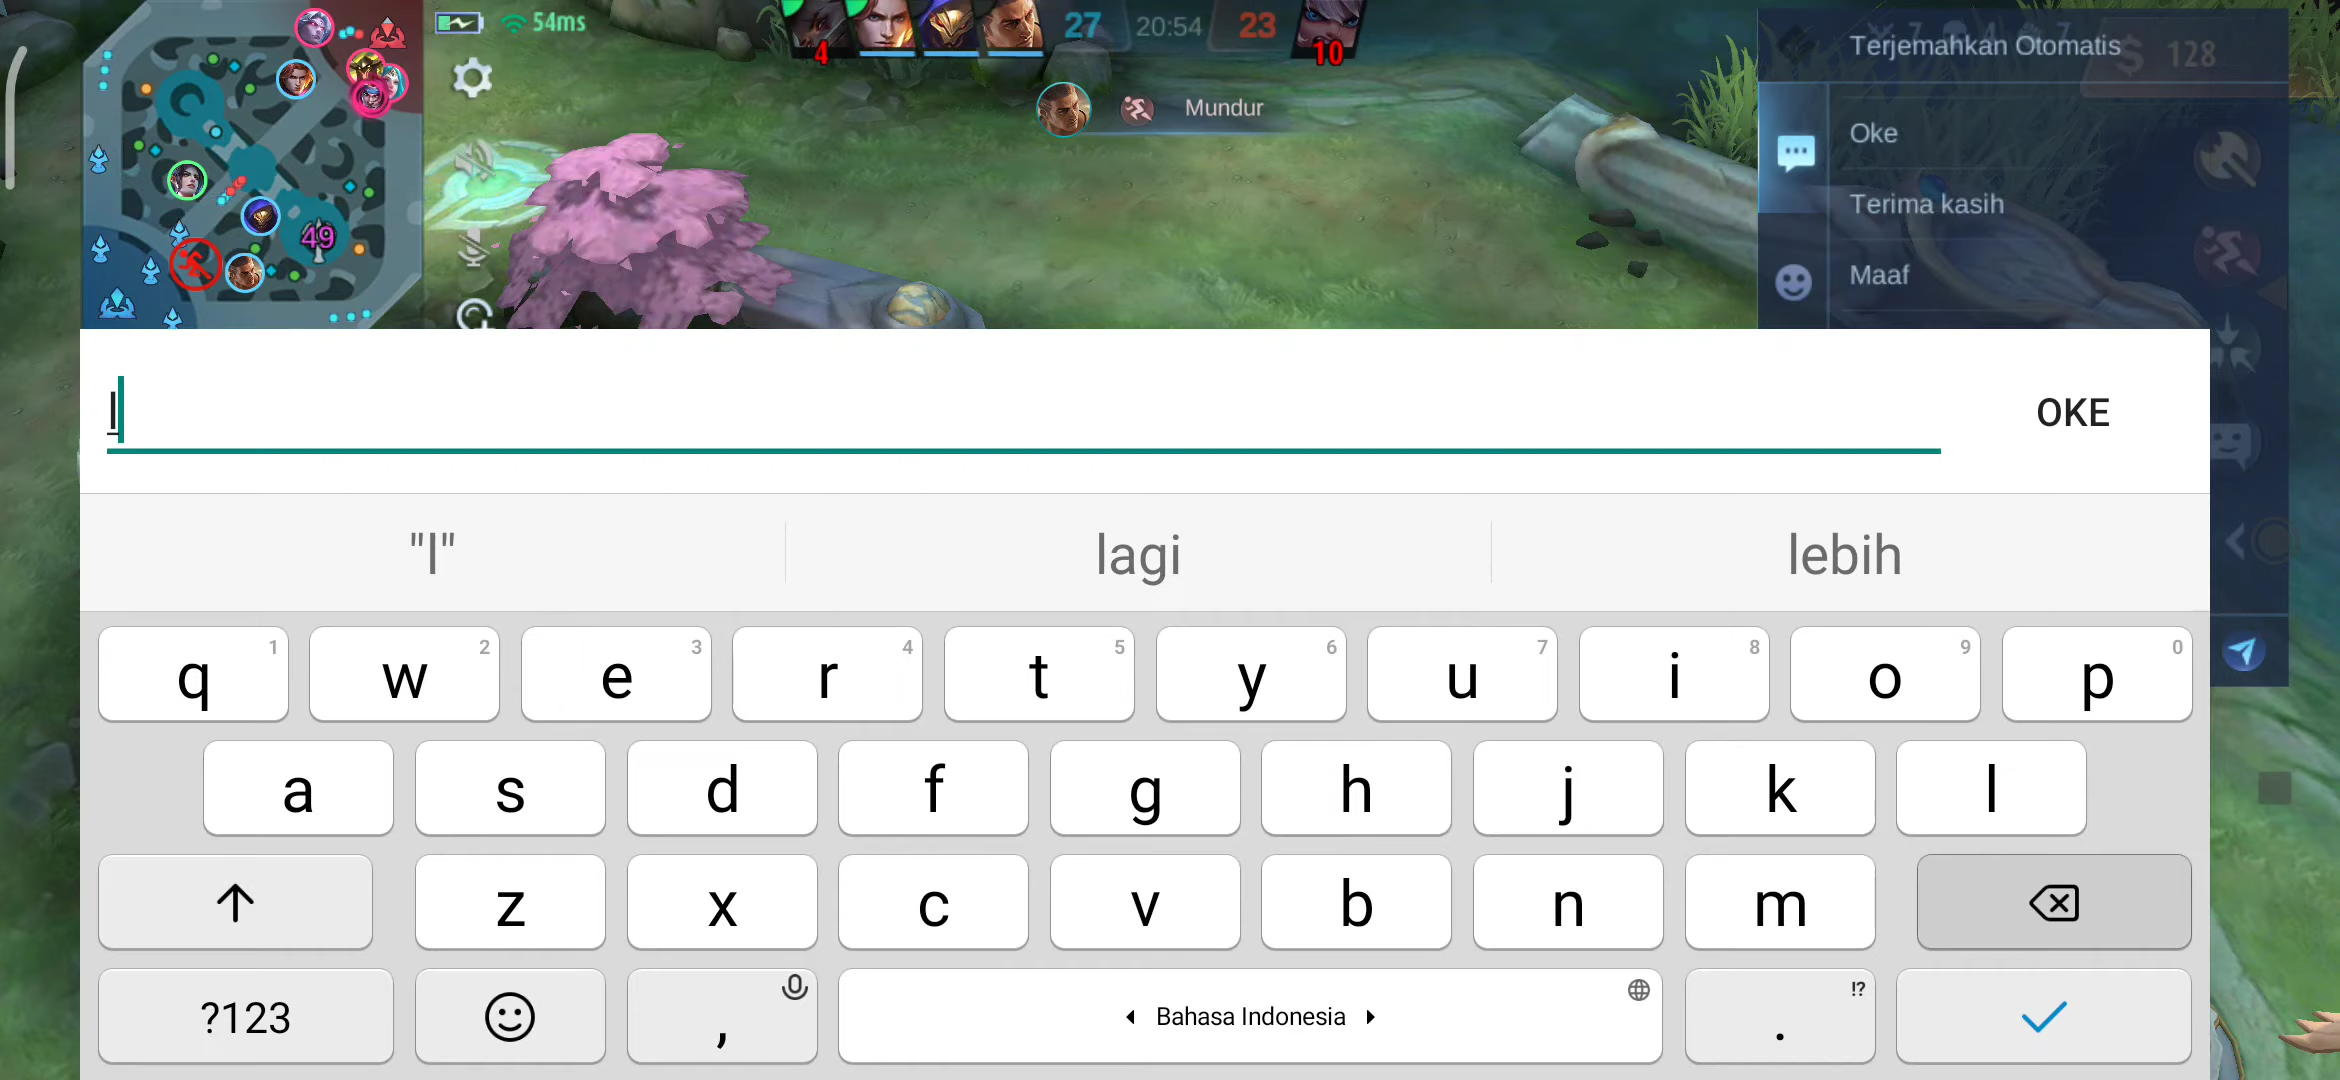 54ms
4
27
20:54
23
10
Mundur
49
Terjemahkan Otomatis
128
Oke
Terima kasih
Maaf
l
OKE
"l"
lagi
lebih
q 1 w 2 e 3 r 4 t 5 y 6 u 7 i 8 o 9 p 0
a s d f g h j k l
z x c v b n m
?123 , Bahasa Indonesia . !?